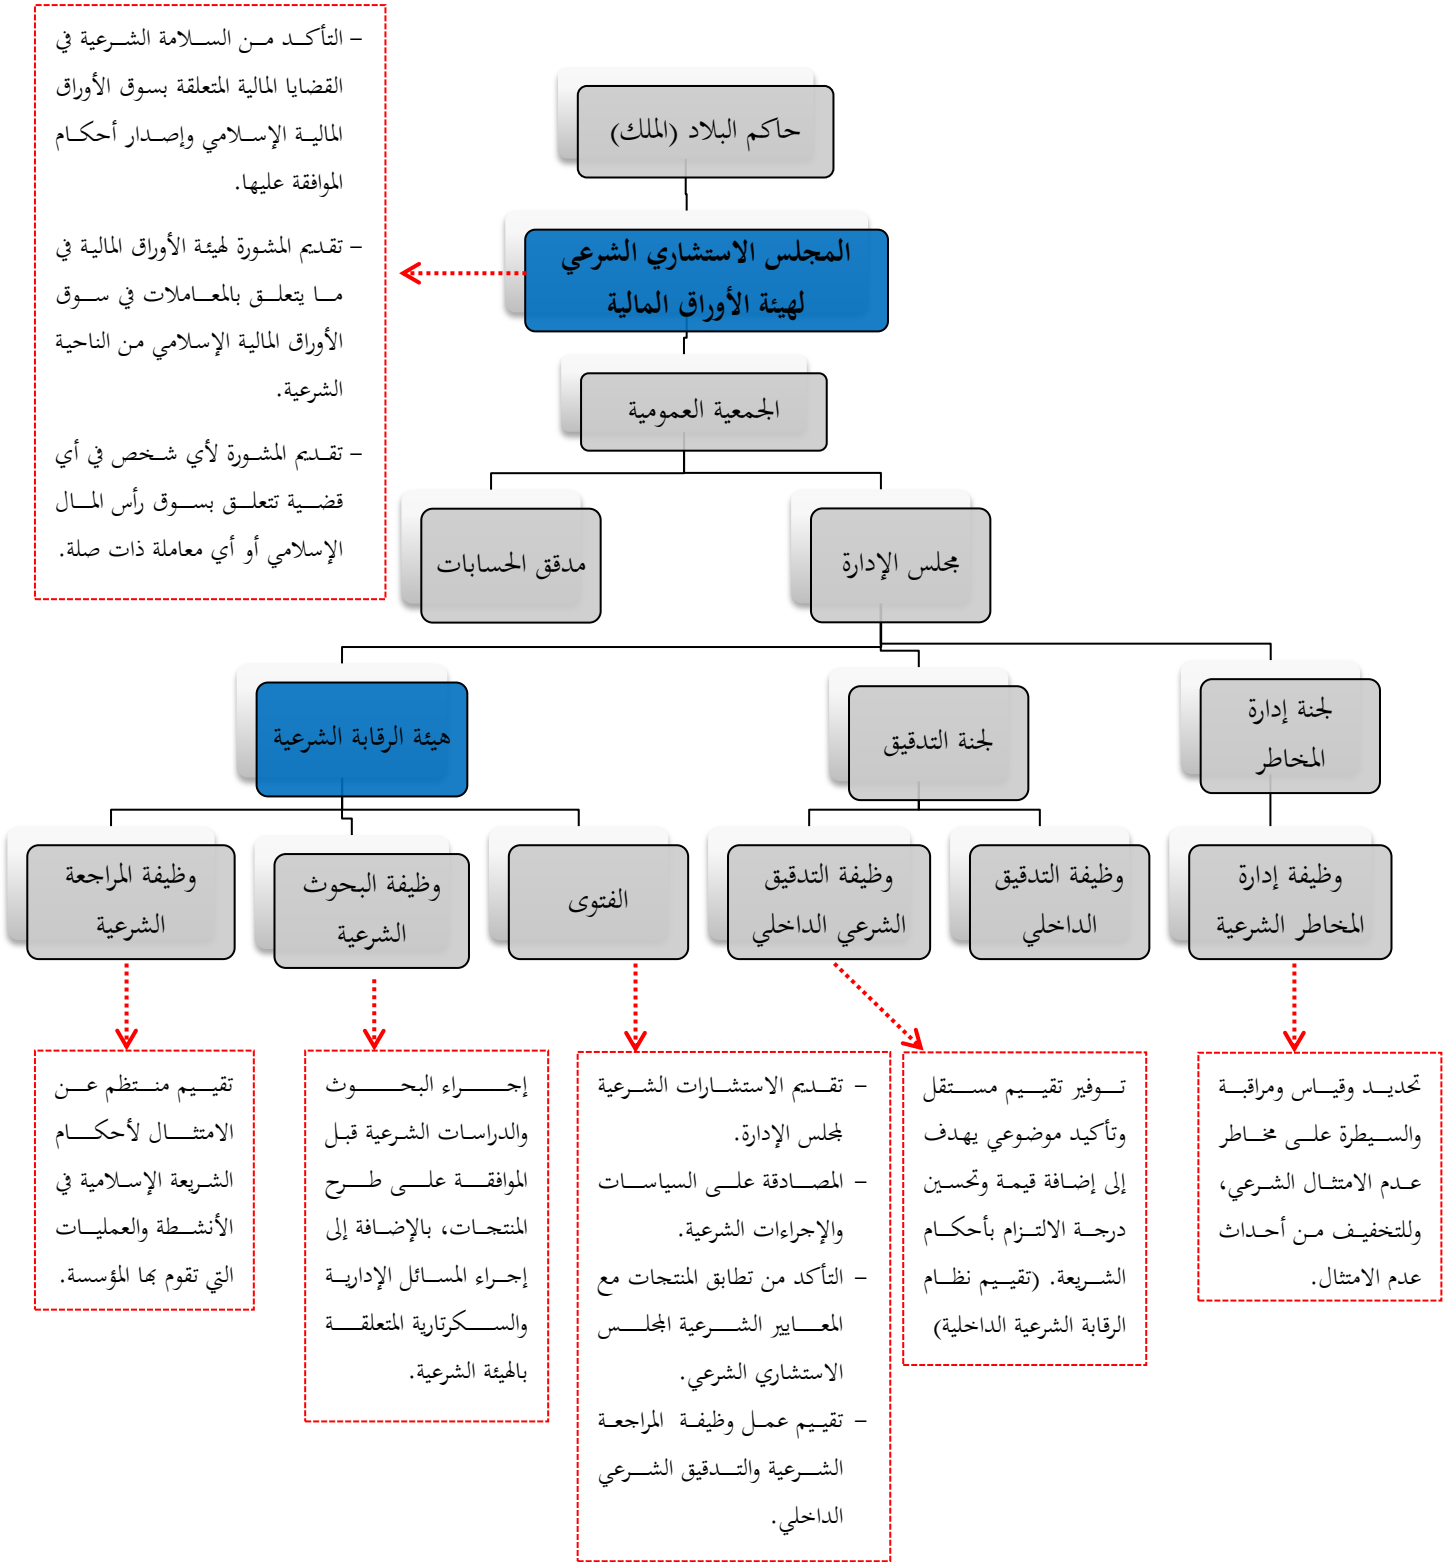 – التأكد من السلامة الشرعية في
القضايا المالية المتعلقة بسوق الأوراق
المالية الإسلامي وإصدار أحكام
الموافقة عليها.
– تقديم المشورة لهيئة الأوراق المالية في
ما يتعلق بالمعاملات في سوق
الأوراق المالية الإسلامي من الناحية
الشرعية.
– تقديم المشورة لأي شخص في أي
قضية تتعلق بسوق رأس المال
الإسلامي أو أي معاملة ذات صلة.
حاكم البلاد (الملك)
المجلس الاستشاري الشرعي
لهيئة الأوراق المالية
الجمعية العمومية
مجلس الإدارة
مدقق الحسابات
لجنة إدارة
المخاطر
لجنة التدقيق
هيئة الرقابة الشرعية
وظيفة إدارة
المخاطر الشرعية
وظيفة التدقيق
الداخلي
وظيفة التدقيق
الشرعي الداخلي
الفتوى
وظيفة البحوث
الشرعية
وظيفة المراجعة
الشرعية
تحديد وقياس ومراقبة
والسيطرة على مخاطر
عدم الامتثال الشرعي،
وللتخفيف من أحداث
عدم الامتثال.
توفير تقييم مستقل
وتأكيد موضوعي يهدف
إلى إضافة قيمة وتحسين
درجة الالتزام بأحكام
الشريعة. (تقييم نظام
الرقابة الشرعية الداخلية)
– تقديم الاستشارات الشرعية
لمجلس الإدارة.
– المصادقة على السياسات
والإجراءات الشرعية.
– التأكد من تطابق المنتجات مع
المعايير الشرعية المجلس
الاستشاري الشرعي.
– تقييم عمل وظيفة المراجعة
الشرعية والتدقيق الشرعي
الداخلي.
إجراء البحوث
والدراسات الشرعية قبل
الموافقة على طرح
المنتجات، بالإضافة إلى
إجراء المسائل الإدارية
والسكرتارية المتعلقة
بالهيئة الشرعية.
تقييم منتظم عن
الامتثال لأحكام
الشريعة الإسلامية في
الأنشطة والعمليات
التي تقوم بها المؤسسة.